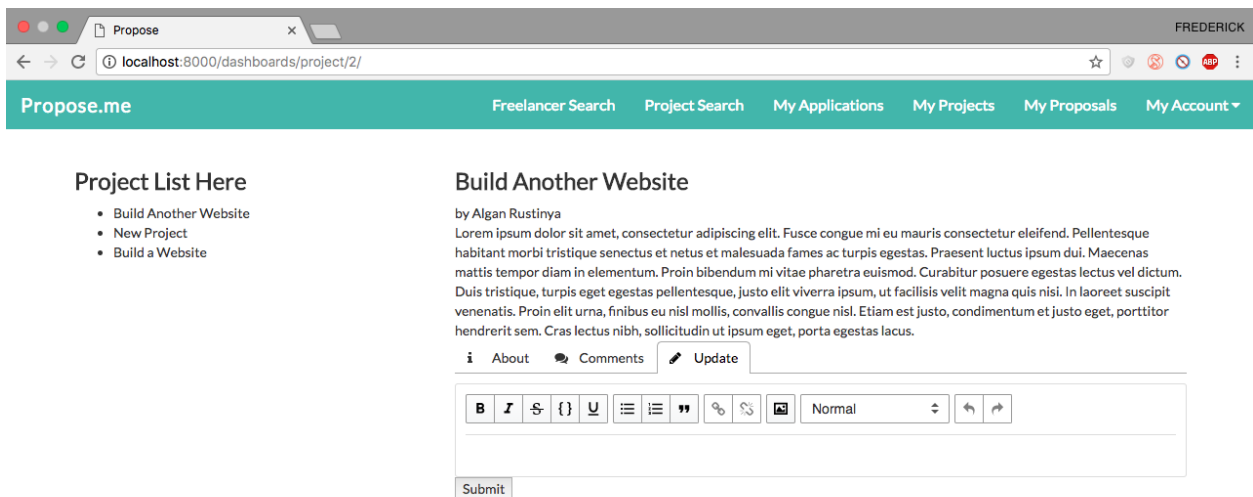 Propose
FREDERICK
localhost:8000/dashboards/project/2/
ABP
Propose.me
Freelancer Search Project Search My Applications My Projects My Proposals My Account
Project List Here
Build Another Website
New Project
Build a Website
Build Another Website
by Algan Rustinya
Lorem ipsum dolor sit amet, consectetur adipiscing elit. Fusce congue mi eu mauris consectetur eleifend. Pellentesque
habitant morbi tristique senectus et netus et malesuada fames ac turpis egestas. Praesent luctus ipsum dui. Maecenas
mattis tempor diam in elementum. Proin bibendum mi vitae pharetra euismod. Curabitur posuere egestas lectus vel dictum.
Duis tristique, turpis eget egestas pellentesque, justo elit viverra ipsum, ut facilisis velit magna quis nisi. In laoreet suscipit
venenatis. Proin elit urna, finibus eu nisl mollis, convallis congue nisl. Etiam est justo, condimentum et justo eget, porttitor
hendrerit sem. Cras lectus nibh, sollicitudin ut ipsum eget, porta egestas lacus.
i About Comments Update
B I S {} U Normal
Submit